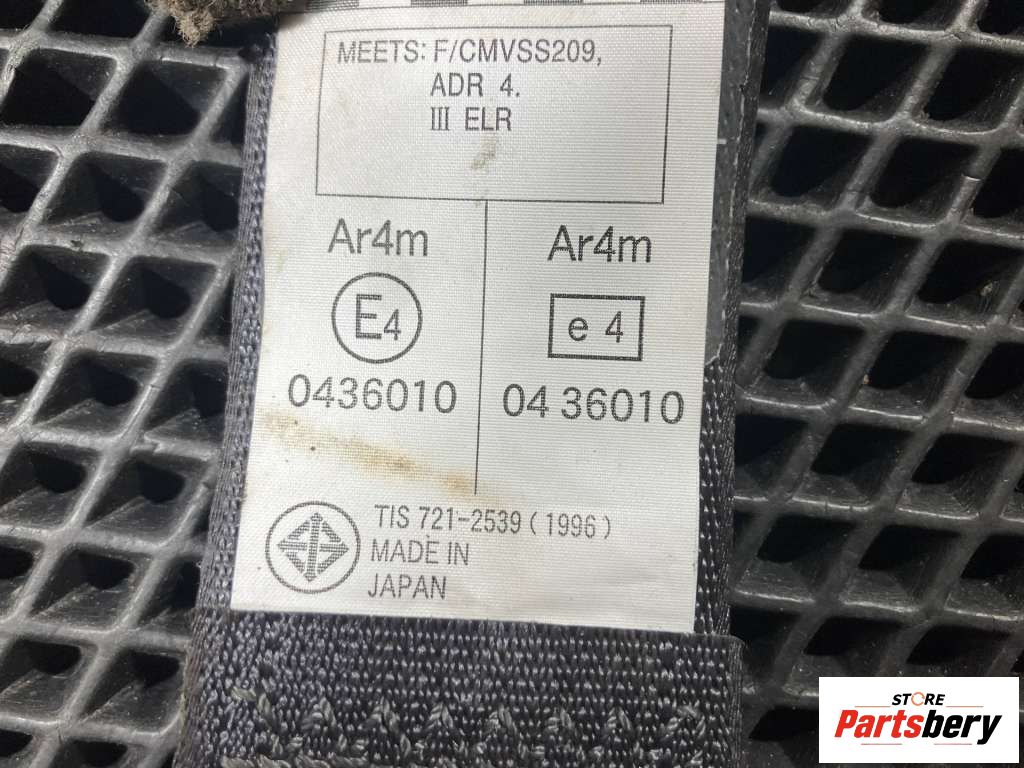 MEETS: F/CMVSS209,
ADR 4.
III ELR
Ar4m
E4
0436010
Ar4m
e 4
04 36010
TIS 721-2539 (1996)
MADE IN
JAPAN
STORE
Partsbery